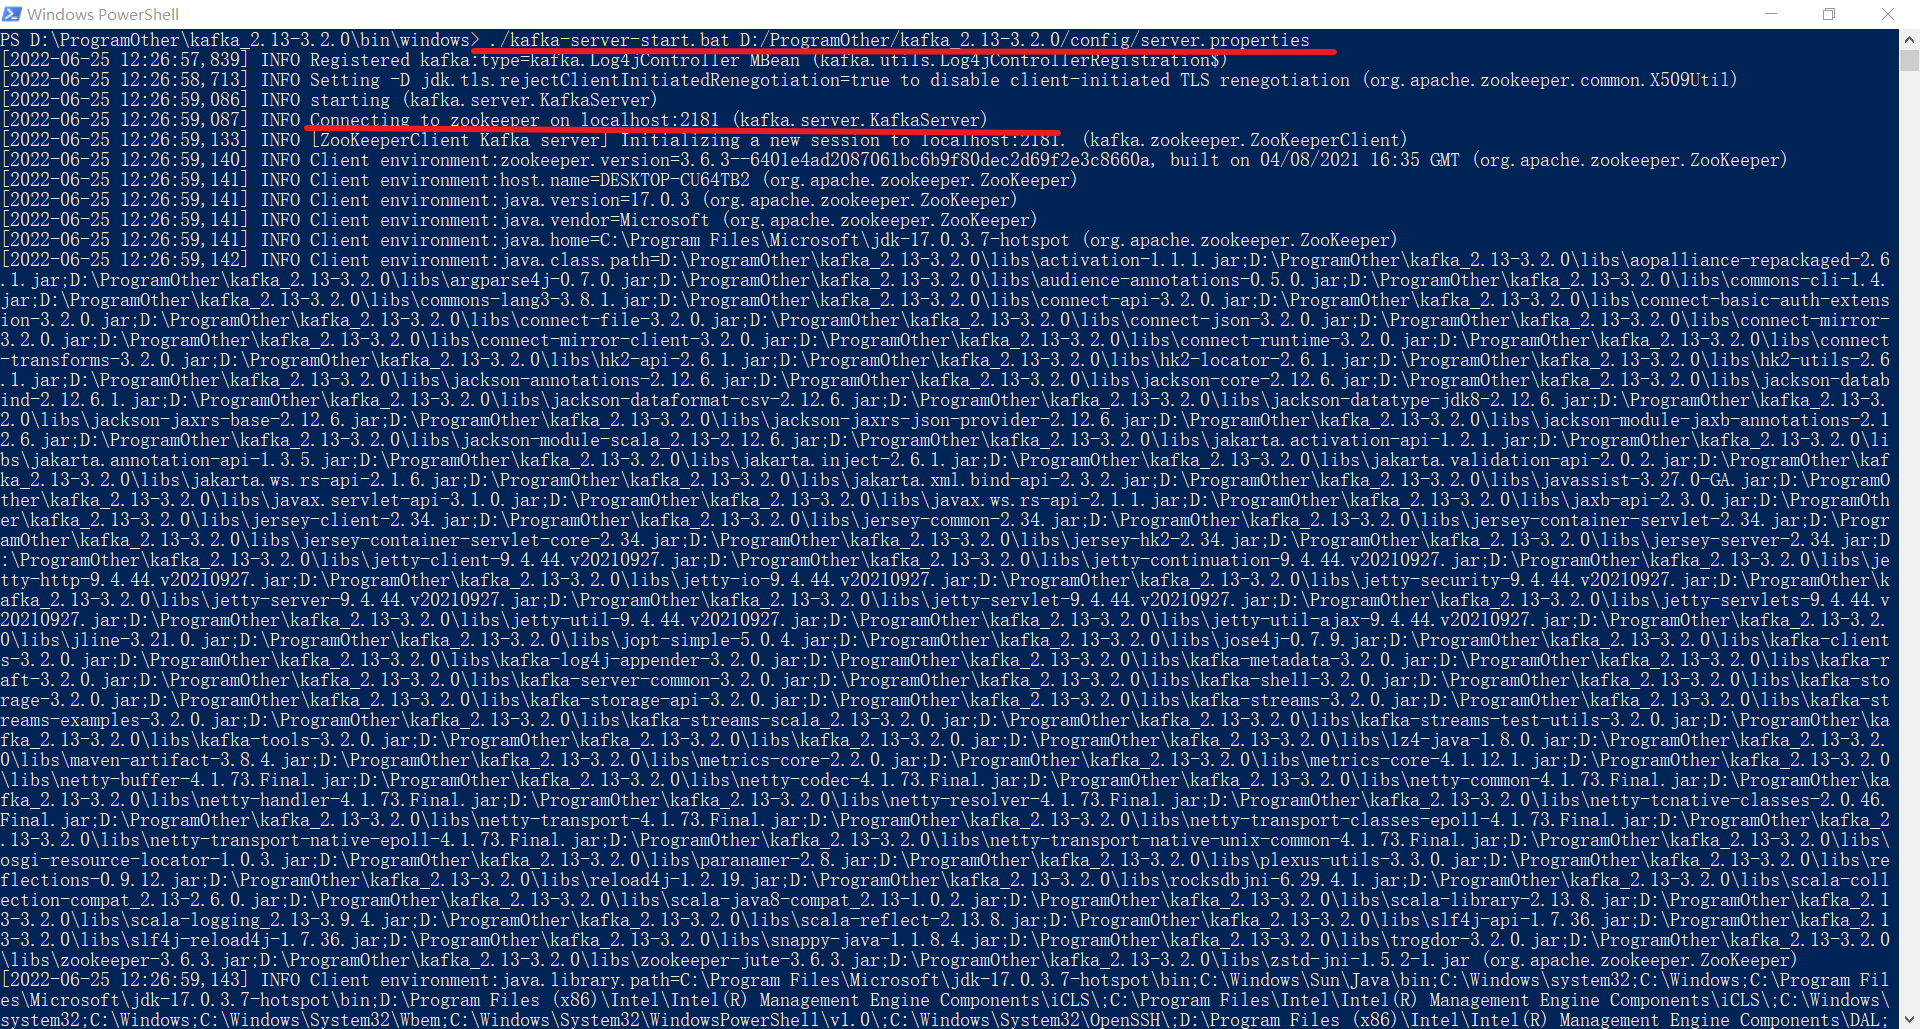 Windows PowerShell
PS D:\ProgramOther\kafka_2.13-3.2.0\bin\windows> ./kafka-server-start.bat D:/ProgramOther/kafka_2.13-3.2.0/config/server.properties
[2022-06-25 12:26:57,839] INFO Registered kafka:type=kafka.Log4jController MBean (kafka.utils.Log4jControllerRegistration$)
[2022-06-25 12:26:58,713] INFO Setting -D jdk.tls.rejectClientInitiatedRenegotiation=true to disable client-initiated TLS renegotiation (org.apache.zookeeper.common.X509Util)
[2022-06-25 12:26:59,086] INFO starting (kafka.server.KafkaServer)
[2022-06-25 12:26:59,087] INFO Connecting to zookeeper on localhost:2181 (kafka.server.KafkaServer)
[2022-06-25 12:26:59,133] INFO [ZooKeeperClient Kafka server] Initializing a new session to localhost:2181. (kafka.zookeeper.ZooKeeperClient)
[2022-06-25 12:26:59,140] INFO Client environment:zookeeper.version=3.6.3--6401e4ad2087061bc6b9f80dec2d69f2e3c8660a, built on 04/08/2021 16:35 GMT (org.apache.zookeeper.ZooKeeper)
[2022-06-25 12:26:59,141] INFO Client environment:host.name=DESKTOP-CU64TB2 (org.apache.zookeeper.ZooKeeper)
[2022-06-25 12:26:59,141] INFO Client environment:java.version=17.0.3 (org.apache.zookeeper.ZooKeeper)
[2022-06-25 12:26:59,141] INFO Client environment:java.vendor=Microsoft (org.apache.zookeeper.ZooKeeper)
[2022-06-25 12:26:59,141] INFO Client environment:java.home=C:\Program Files\Microsoft\jdk-17.0.3.7-hotspot (org.apache.zookeeper.ZooKeeper)
[2022-06-25 12:26:59,142] INFO Client environment:java.class.path=D:\ProgramOther\kafka_2.13-3.2.0\libs\activation-1.1.1.jar;D:\ProgramOther\kafka_2.13-3.2.0\libs\aopalliance-repackaged-2.6
.1.jar;D:\ProgramOther\kafka_2.13-3.2.0\libs\argparse4j-0.7.0.jar;D:\ProgramOther\kafka_2.13-3.2.0\libs\audience-annotations-0.5.0.jar;D:\ProgramOther\kafka_2.13-3.2.0\libs\commons-cli-1.4.
jar;D:\ProgramOther\kafka_2.13-3.2.0\libs\commons-lang3-3.8.1.jar;D:\ProgramOther\kafka_2.13-3.2.0\libs\connect-api-3.2.0.jar;D:\ProgramOther\kafka_2.13-3.2.0\libs\connect-basic-auth-extens
ion-3.2.0.jar;D:\ProgramOther\kafka_2.13-3.2.0\libs\connect-file-3.2.0.jar;D:\ProgramOther\kafka_2.13-3.2.0\libs\connect-json-3.2.0.jar;D:\ProgramOther\kafka_2.13-3.2.0\libs\connect-mirror-
3.2.0.jar;D:\ProgramOther\kafka_2.13-3.2.0\libs\connect-mirror-client-3.2.0.jar;D:\ProgramOther\kafka_2.13-3.2.0\libs\connect-runtime-3.2.0.jar;D:\ProgramOther\kafka_2.13-3.2.0\libs\connect
-transforms-3.2.0.jar;D:\ProgramOther\kafka_2.13-3.2.0\libs\hk2-api-2.6.1.jar;D:\ProgramOther\kafka_2.13-3.2.0\libs\hk2-locator-2.6.1.jar;D:\ProgramOther\kafka_2.13-3.2.0\libs\hk2-utils-2.6
.1.jar;D:\ProgramOther\kafka_2.13-3.2.0\libs\jackson-annotations-2.12.6.jar;D:\ProgramOther\kafka_2.13-3.2.0\libs\jackson-core-2.12.6.jar;D:\ProgramOther\kafka_2.13-3.2.0\libs\jackson-datab
ind-2.12.6.1.jar;D:\ProgramOther\kafka_2.13-3.2.0\libs\jackson-dataformat-csv-2.12.6.jar;D:\ProgramOther\kafka_2.13-3.2.0\libs\jackson-datatype-jdk8-2.12.6.jar;D:\ProgramOther\kafka_2.13-3.
2.0\libs\jackson-jaxrs-base-2.12.6.jar;D:\ProgramOther\kafka_2.13-3.2.0\libs\jackson-jaxrs-json-provider-2.12.6.jar;D:\ProgramOther\kafka_2.13-3.2.0\libs\jackson-module-jaxb-annotations-2.1
2.6.jar;D:\ProgramOther\kafka_2.13-3.2.0\libs\jackson-module-scala_2.13-2.12.6.jar;D:\ProgramOther\kafka_2.13-3.2.0\libs\jakarta.activation-api-1.2.1.jar;D:\ProgramOther\kafka_2.13-3.2.0\li
bs\jakarta.annotation-api-1.3.5.jar;D:\ProgramOther\kafka_2.13-3.2.0\libs\jakarta.inject-2.6.1.jar;D:\ProgramOther\kafka_2.13-3.2.0\libs\jakarta.validation-api-2.0.2.jar;D:\ProgramOther\kaf
ka_2.13-3.2.0\libs\jakarta.ws.rs-api-2.1.6.jar;D:\ProgramOther\kafka_2.13-3.2.0\libs\jakarta.xml.bind-api-2.3.2.jar;D:\ProgramOther\kafka_2.13-3.2.0\libs\javassist-3.27.0-GA.jar;D:\ProgramO
ther\kafka_2.13-3.2.0\libs\javax.servlet-api-3.1.0.jar;D:\ProgramOther\kafka_2.13-3.2.0\libs\javax.ws.rs-api-2.1.1.jar;D:\ProgramOther\kafka_2.13-3.2.0\libs\jaxb-api-2.3.0.jar;D:\ProgramOth
er\kafka_2.13-3.2.0\libs\jersey-client-2.34.jar;D:\ProgramOther\kafka_2.13-3.2.0\libs\jersey-common-2.34.jar;D:\ProgramOther\kafka_2.13-3.2.0\libs\jersey-container-servlet-2.34.jar;D:\Progr
amOther\kafka_2.13-3.2.0\libs\jersey-container-servlet-core-2.34.jar;D:\ProgramOther\kafka_2.13-3.2.0\libs\jersey-hk2-2.34.jar;D:\ProgramOther\kafka_2.13-3.2.0\libs\jersey-server-2.34.jar;D
:\ProgramOther\kafka_2.13-3.2.0\libs\jetty-client-9.4.44.v20210927.jar;D:\ProgramOther\kafka_2.13-3.2.0\libs\jetty-continuation-9.4.44.v20210927.jar;D:\ProgramOther\kafka_2.13-3.2.0\libs\je
tty-http-9.4.44.v20210927.jar;D:\ProgramOther\kafka_2.13-3.2.0\libs\jetty-io-9.4.44.v20210927.jar;D:\ProgramOther\kafka_2.13-3.2.0\libs\jetty-security-9.4.44.v20210927.jar;D:\ProgramOther\k
afka_2.13-3.2.0\libs\jetty-server-9.4.44.v20210927.jar;D:\ProgramOther\kafka_2.13-3.2.0\libs\jetty-servlet-9.4.44.v20210927.jar;D:\ProgramOther\kafka_2.13-3.2.0\libs\jetty-servlets-9.4.44.v
20210927.jar;D:\ProgramOther\kafka_2.13-3.2.0\libs\jetty-util-9.4.44.v20210927.jar;D:\ProgramOther\kafka_2.13-3.2.0\libs\jetty-util-ajax-9.4.44.v20210927.jar;D:\ProgramOther\kafka_2.13-3.2.
0\libs\jline-3.21.0.jar;D:\ProgramOther\kafka_2.13-3.2.0\libs\jopt-simple-5.0.4.jar;D:\ProgramOther\kafka_2.13-3.2.0\libs\jose4j-0.7.9.jar;D:\ProgramOther\kafka_2.13-3.2.0\libs\kafka-client
s-3.2.0.jar;D:\ProgramOther\kafka_2.13-3.2.0\libs\kafka-log4j-appender-3.2.0.jar;D:\ProgramOther\kafka_2.13-3.2.0\libs\kafka-metadata-3.2.0.jar;D:\ProgramOther\kafka_2.13-3.2.0\libs\kafka-r
aft-3.2.0.jar;D:\ProgramOther\kafka_2.13-3.2.0\libs\kafka-server-common-3.2.0.jar;D:\ProgramOther\kafka_2.13-3.2.0\libs\kafka-shell-3.2.0.jar;D:\ProgramOther\kafka_2.13-3.2.0\libs\kafka-sto
rage-3.2.0.jar;D:\ProgramOther\kafka_2.13-3.2.0\libs\kafka-storage-api-3.2.0.jar;D:\ProgramOther\kafka_2.13-3.2.0\libs\kafka-streams-3.2.0.jar;D:\ProgramOther\kafka_2.13-3.2.0\libs\kafka-st
reams-examples-3.2.0.jar;D:\ProgramOther\kafka_2.13-3.2.0\libs\kafka-streams-scala_2.13-3.2.0.jar;D:\ProgramOther\kafka_2.13-3.2.0\libs\kafka-streams-test-utils-3.2.0.jar;D:\ProgramOther\ka
fka_2.13-3.2.0\libs\kafka-tools-3.2.0.jar;D:\ProgramOther\kafka_2.13-3.2.0\libs\kafka_2.13-3.2.0.jar;D:\ProgramOther\kafka_2.13-3.2.0\libs\lz4-java-1.8.0.jar;D:\ProgramOther\kafka_2.13-3.2.
0\libs\maven-artifact-3.8.4.jar;D:\ProgramOther\kafka_2.13-3.2.0\libs\metrics-core-2.2.0.jar;D:\ProgramOther\kafka_2.13-3.2.0\libs\metrics-core-4.1.12.1.jar;D:\ProgramOther\kafka_2.13-3.2.0
\libs\netty-buffer-4.1.73.Final.jar;D:\ProgramOther\kafka_2.13-3.2.0\libs\netty-codec-4.1.73.Final.jar;D:\ProgramOther\kafka_2.13-3.2.0\libs\netty-common-4.1.73.Final.jar;D:\ProgramOther\ka
fka_2.13-3.2.0\libs\netty-handler-4.1.73.Final.jar;D:\ProgramOther\kafka_2.13-3.2.0\libs\netty-resolver-4.1.73.Final.jar;D:\ProgramOther\kafka_2.13-3.2.0\libs\netty-tcnative-classes-2.0.46.
Final.jar;D:\ProgramOther\kafka_2.13-3.2.0\libs\netty-transport-4.1.73.Final.jar;D:\ProgramOther\kafka_2.13-3.2.0\libs\netty-transport-classes-epoll-4.1.73.Final.jar;D:\ProgramOther\kafka_2
.13-3.2.0\libs\netty-transport-native-epoll-4.1.73.Final.jar;D:\ProgramOther\kafka_2.13-3.2.0\libs\netty-transport-native-unix-common-4.1.73.Final.jar;D:\ProgramOther\kafka_2.13-3.2.0\libs\
osgi-resource-locator-1.0.3.jar;D:\ProgramOther\kafka_2.13-3.2.0\libs\paranamer-2.8.jar;D:\ProgramOther\kafka_2.13-3.2.0\libs\plexus-utils-3.3.0.jar;D:\ProgramOther\kafka_2.13-3.2.0\libs\re
flections-0.9.12.jar;D:\ProgramOther\kafka_2.13-3.2.0\libs\reload4j-1.2.19.jar;D:\ProgramOther\kafka_2.13-3.2.0\libs\rocksdbjni-6.29.4.1.jar;D:\ProgramOther\kafka_2.13-3.2.0\libs\scala-coll
ection-compat_2.13-2.6.0.jar;D:\ProgramOther\kafka_2.13-3.2.0\libs\scala-java8-compat_2.13-1.0.2.jar;D:\ProgramOther\kafka_2.13-3.2.0\libs\scala-library-2.13.8.jar;D:\ProgramOther\kafka_2.1
3-3.2.0\libs\scala-logging_2.13-3.9.4.jar;D:\ProgramOther\kafka_2.13-3.2.0\libs\scala-reflect-2.13.8.jar;D:\ProgramOther\kafka_2.13-3.2.0\libs\slf4j-api-1.7.36.jar;D:\ProgramOther\kafka_2.1
3-3.2.0\libs\slf4j-reload4j-1.7.36.jar;D:\ProgramOther\kafka_2.13-3.2.0\libs\snappy-java-1.1.8.4.jar;D:\ProgramOther\kafka_2.13-3.2.0\libs\trogdor-3.2.0.jar;D:\ProgramOther\kafka_2.13-3.2.0
\libs\zookeeper-3.6.3.jar;D:\ProgramOther\kafka_2.13-3.2.0\libs\zookeeper-jute-3.6.3.jar;D:\ProgramOther\kafka_2.13-3.2.0\libs\zstd-jni-1.5.2-1.jar (org.apache.zookeeper.ZooKeeper)
[2022-06-25 12:26:59,143] INFO Client environment:java.library.path=C:\Program Files\Microsoft\jdk-17.0.3.7-hotspot\bin;C:\Windows\Sun\Java\bin;C:\Windows\system32;C:\Windows;C:\Program Fil
es\Microsoft\jdk-17.0.3.7-hotspot\bin;D:\Program Files (x86)\Intel\Intel(R) Management Engine Components\iCLS\;C:\Program Files\Intel\Intel(R) Management Engine Components\iCLS\;C:\Windows\
system32;C:\Windows;C:\Windows\System32\Wbem;C:\Windows\System32\WindowsPowerShell\v1.0\;C:\Windows\System32\OpenSSH\;D:\Program Files (x86)\Intel\Intel(R) Management Engine Components\DAL;